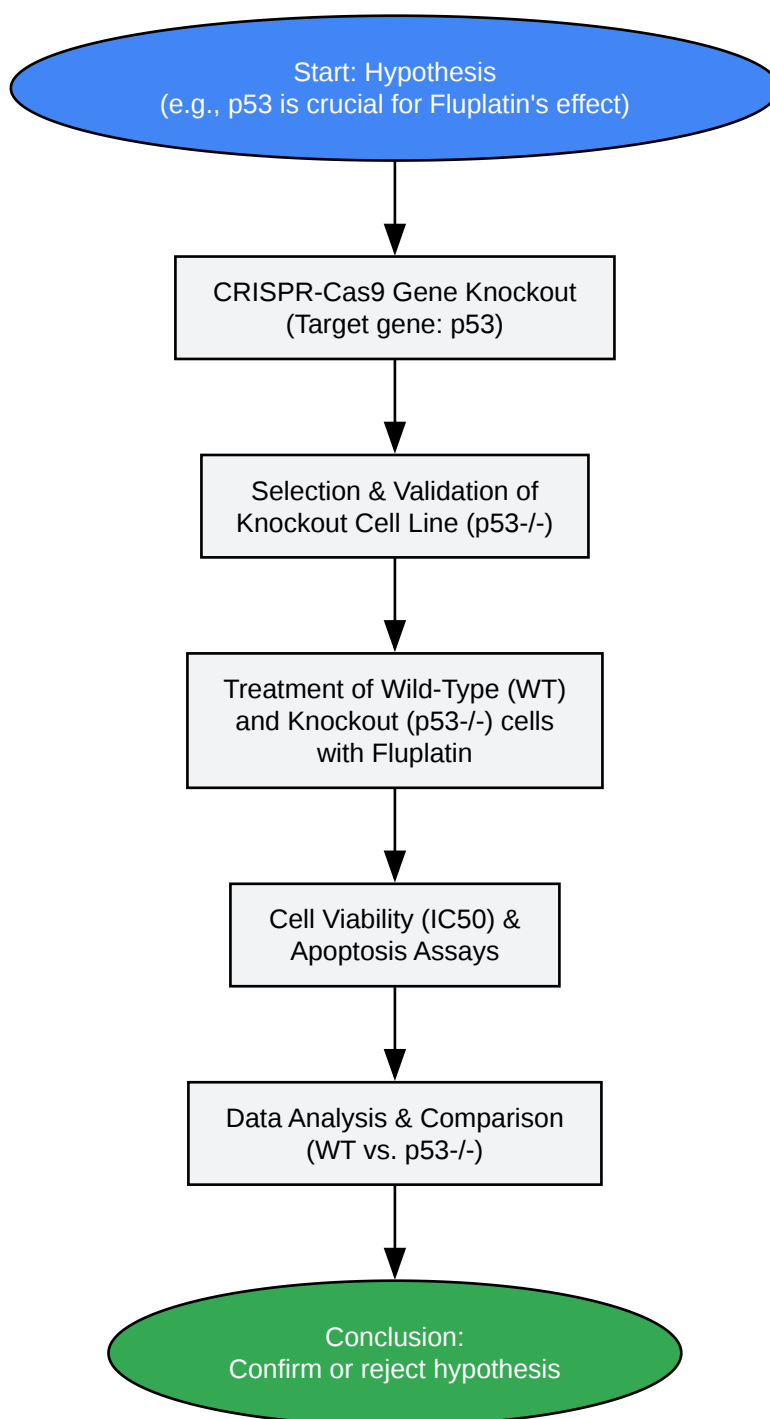 Start: Hypothesis
(e.g., p53 is crucial for Fluplatin's effect)
CRISPR-Cas9 Gene Knockout
(Target gene: p53)
Selection & Validation of
Knockout Cell Line (p53-/-)
Treatment of Wild-Type (WT)
and Knockout (p53-/-) cells
with Fluplatin
Cell Viability (IC50) &
Apoptosis Assays
Data Analysis & Comparison
(WT vs. p53-/-)
Conclusion:
Confirm or reject hypothesis